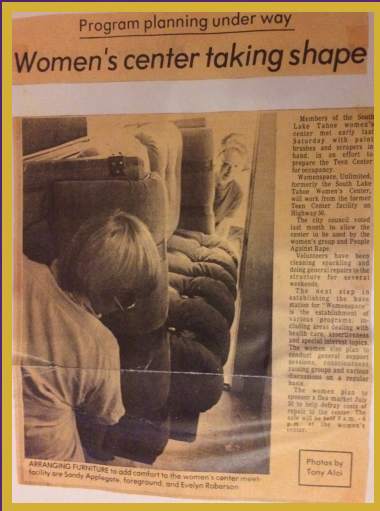 Program planning under way
Women's center taking shape
Members of the South
Lake Tahoe women's
center met early last
Saturday with paint
brushes and scrapers in
hand, in an effort to
prepare the Teen Center
for occupancy.
Womenspace, Unlimited,
formerly the South Lake
Tahoe Women's Center,
will work from the former
Teen Center facility on
Highway 50.
The city council voted
last month to allow the
center to be used by the
women's group and People
Against Rape.
Volunteers have been
cleaning spackling and
doing general repairs to the
structure for several
weekends.
The next step in
establishing the base
station for "Womenspace"
is the establishment of
various programs, in-
cluding areas dealing with
health care, assertiveness
and special interest topics.
The women also plan to
conduct general support
sessions, consciousness
raising groups and various
discussions on a regular
basis.
The women plan to
sponsor a flea market July
30 to help defray costs of
repair to the center. The
sale will be held 9 a.m. - 4
p.m. at the women's
center.
ARRANGING FURNITURE to add comfort to the women's center meet-
facility are Sandy Applegate, foreground, and Evelyn Roberson
Photos by
Tony Aloi